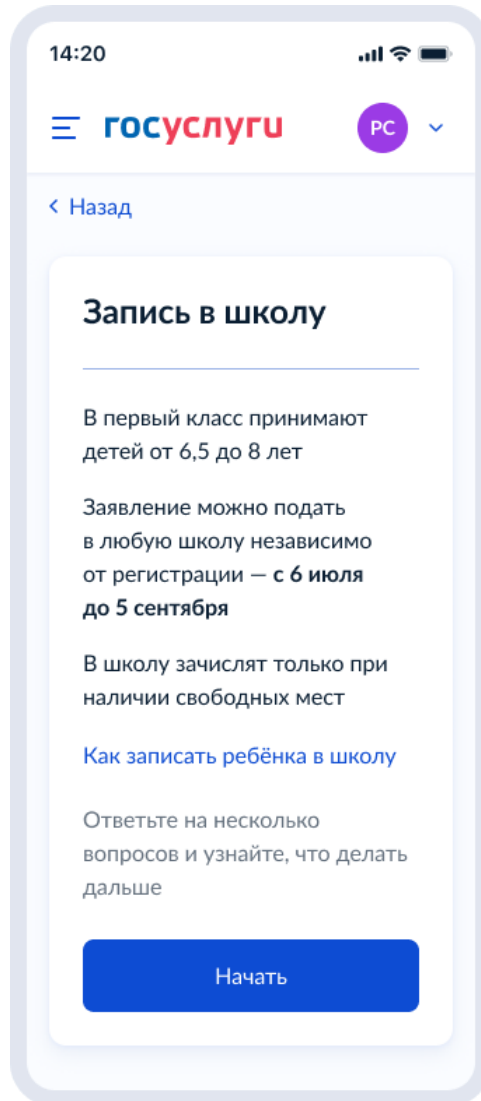 14:20
госуслуги
РС
Назад
Запись в школу
В первый класс принимают
детей от 6,5 до 8 лет
Заявление можно подать
в любую школу независимо
от регистрации — с 6 июля
до 5 сентября
В школу зачислят только при
наличии свободных мест
Как записать ребёнка в школу
Ответьте на несколько
вопросов и узнайте, что делать
дальше
Начать